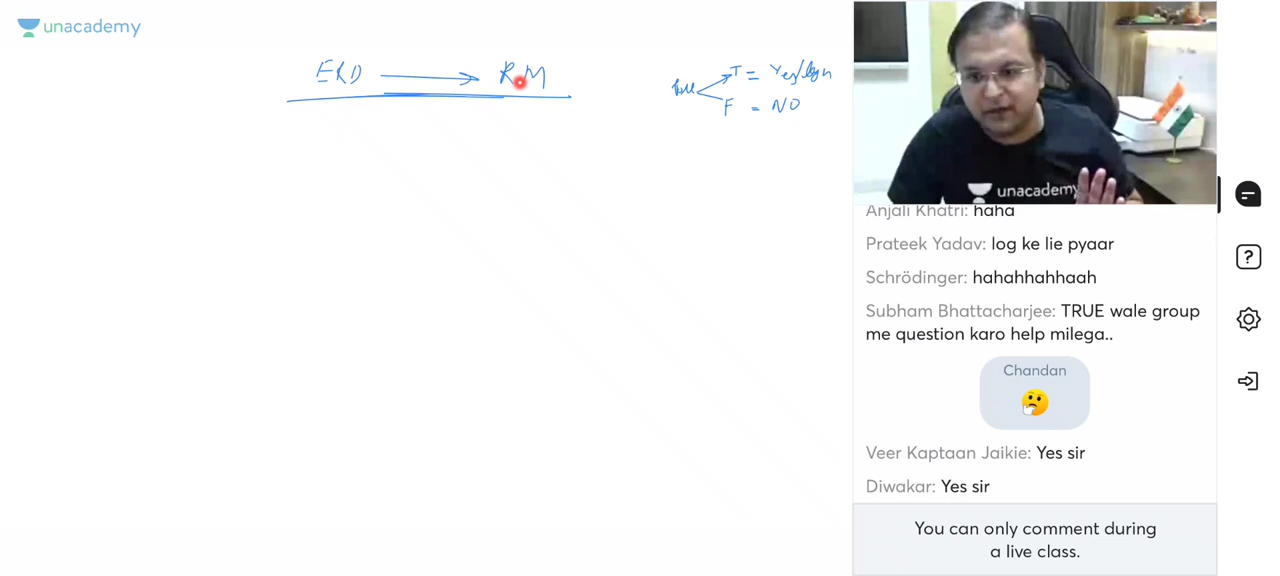 unacademy
ERD → RM
T = Yes/
F = NO
unacademy
Anjali Khatri: haha
Prateek Yadav: log ke lie pyaar
Schrödinger: hahahhahhaah
Subham Bhattacharjee: TRUE wale group
me question karo help milega..
Chandan
🤔
Veer Kaptaan Jaikie: Yes sir
Diwakar: Yes sir
You can only comment during
a live class.